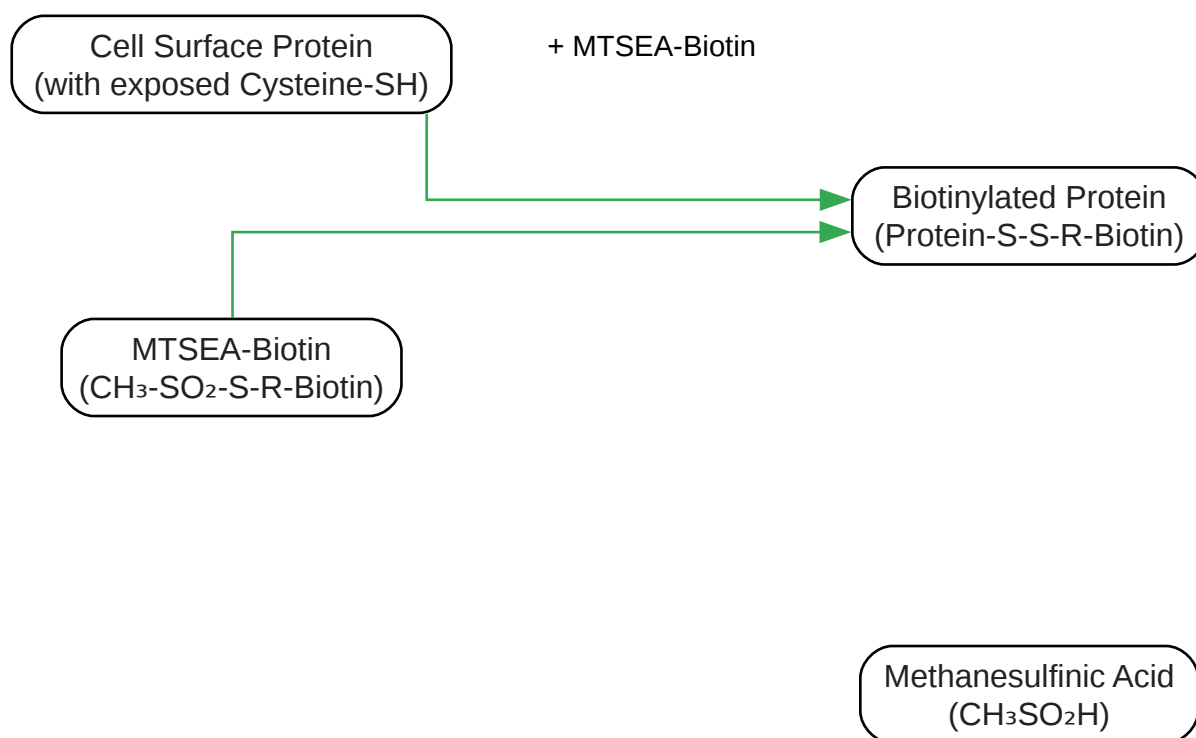 Cell Surface Protein
(with exposed Cysteine-SH)
+ MTSEA-Biotin
Biotinylated Protein
(Protein-S-S-R-Biotin)
MTSEA-Biotin
(CH₃-SO₂-S-R-Biotin)
Methanesulfinic Acid
(CH₃SO₂H)